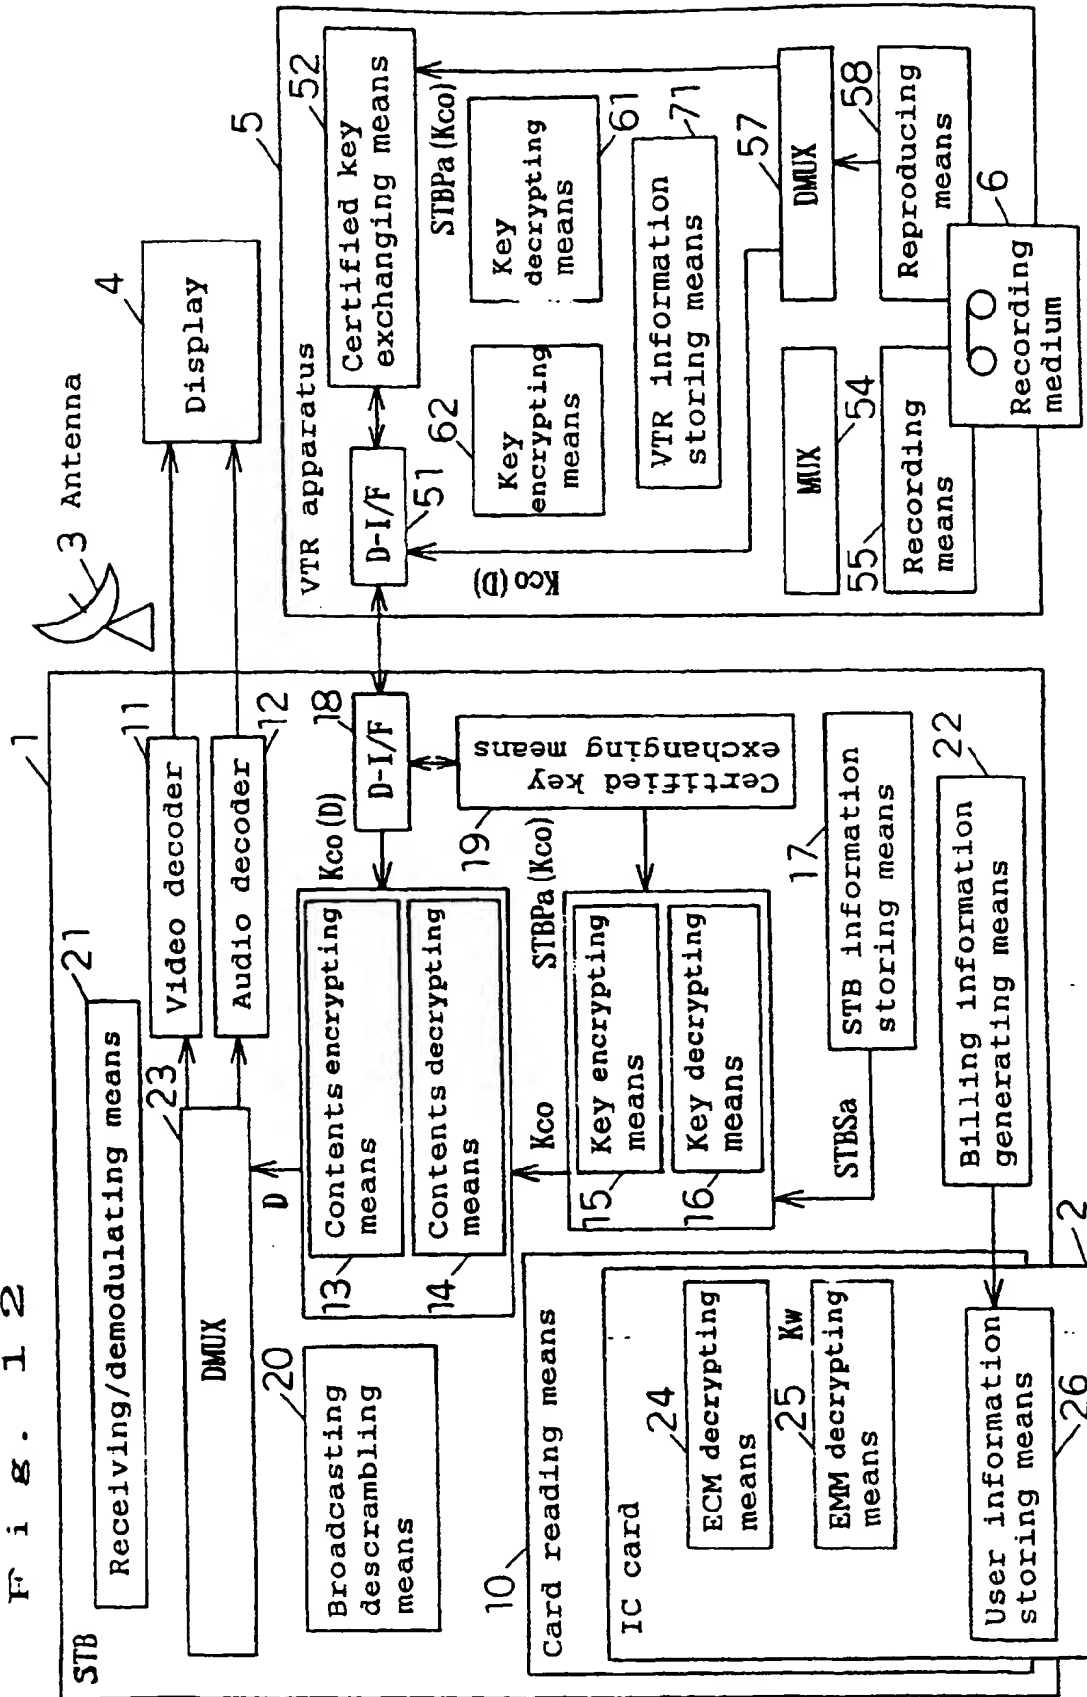 Fig. 12
1
STB
21
Receiving/demodulating means
23
DMUX
11
Video decoder
12
Audio decoder
3 Antenna
4
Display
D
20
Broadcasting
descrambling
means
13
Contents encrypting
means
14
Contents decrypting
means
Kco(D)
18
D-I/F
19
Certified key
exchanging means
Kco
STBPa(Kco)
15
Key encrypting
means
16
Key decrypting
means
STBSa
17
STB information
storing means
22
Billing information
generating means
10
Card reading means
2
IC card
24
ECM decrypting
means
25
Kw
EMM decrypting
means
User information
storing means
26
5
VTR apparatus
52
Certified key
exchanging means
D-I/F
51
Kco(D)
STBPa(Kco)
62
Key
encrypting
means
Key
decrypting
means
61
VTR information
storing means
71
MUX
54
57
DMUX
55
Recording
means
58
Reproducing
means
6
Recording
medium